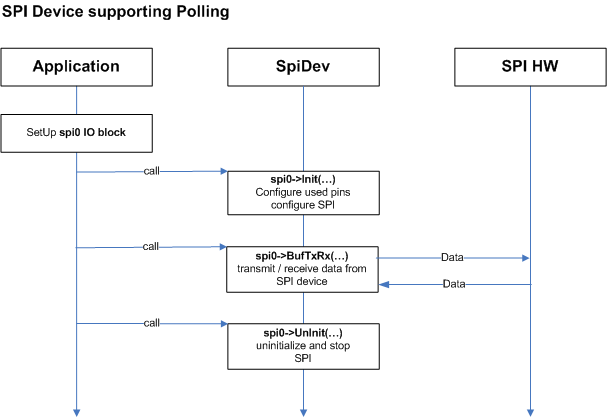 SPI Device supporting Polling
Application
SpiDev
SPI HW
SetUp spi0 IO block
call
spi0->Init(…)
Configure used pins
configure SPI
call
spi0->BufTxRx(…)
transmit / receive data from
SPI device
Data
Data
call
spi0->UnInit(…)
uninitialize and stop
SPI